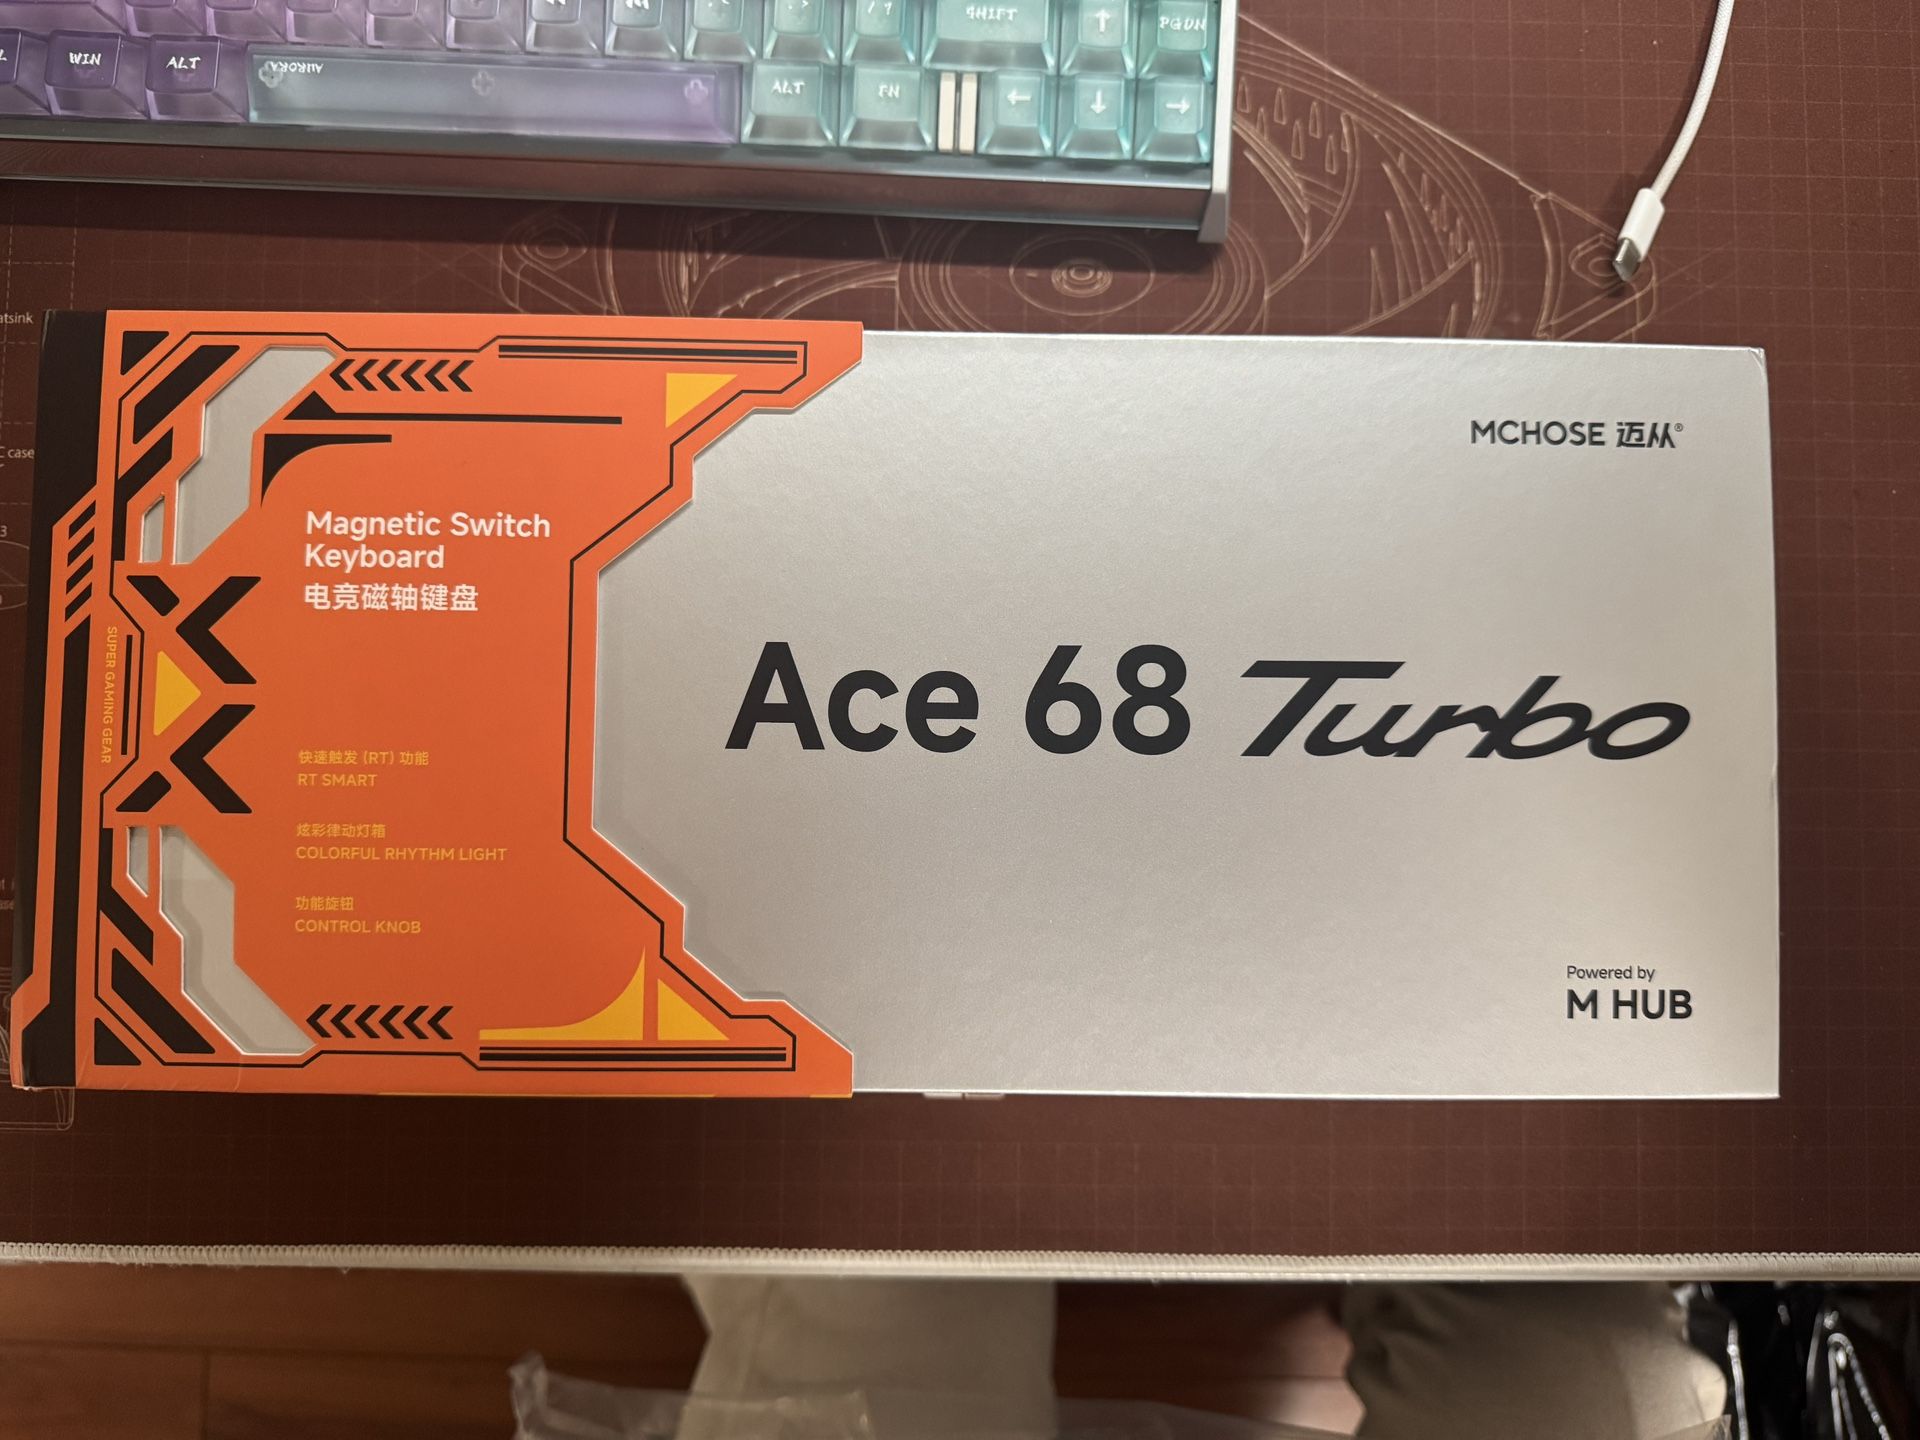 SHIFT
PGDN
WIN
ALT
AURORA
ALT
FN
MCHOSE 迈从®
Magnetic Switch
Keyboard
电竞磁轴键盘
SUPER GAMING GEAR
Ace 68 Turbo
快速触发 (RT) 功能
RT SMART
炫彩律动灯箱
COLORFUL RHYTHM LIGHT
功能旋钮
CONTROL KNOB
Powered by
M HUB